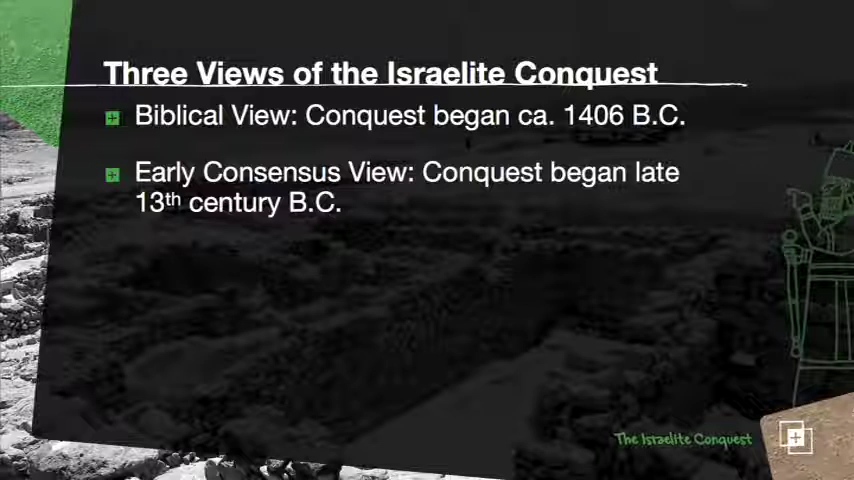 Three Views of the Israelite Conquest
Biblical View: Conquest began ca. 1406 B.C.
Early Consensus View: Conquest began late
13th century B.C.
The Israelite Conquest